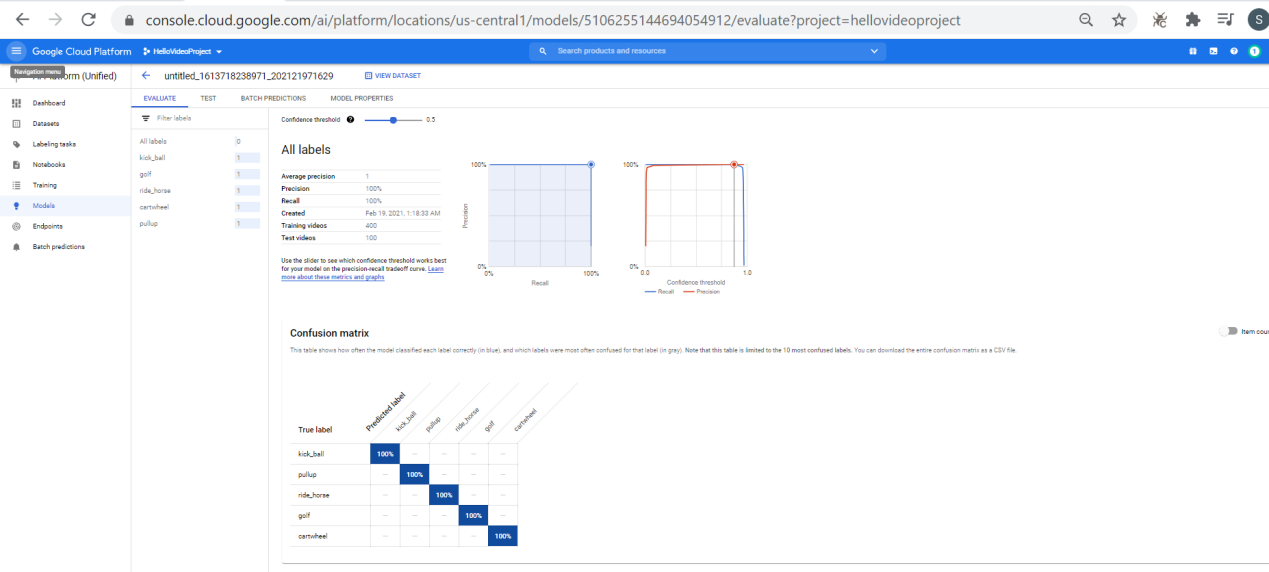 console.cloud.google.com/ai/platform/locations/us-central1/models/5106255144694054912/evaluate?project=hellovideoproject
S
Google Cloud Platform
HelloVideoProject
Search products and resources
1
Navigation menu
Platform (Unified)
untitled_1613718238971_202121971629
VIEW DATASET
Dashboard
Datasets
Labeling tasks
Notebooks
Training
Models
Endpoints
Batch predictions
EVALUATE
TEST
BATCH PREDICTIONS
MODEL PROPERTIES
Filter labels
All labels 0
kick_ball 1
golf 1
ride_horse 1
cartwheel 1
pullup 1
Confidence threshold 0.5
All labels
Average precision 1
Precision 100%
Recall 100%
Created Feb 19, 2021, 1:18:33 AM
Training videos 400
Test videos 100
Use the slider to see which confidence threshold works best
for your model on the precision-recall tradeoff curve. Learn
more about these metrics and graphs
100%
Precision
0%
0% 100%
Recall
100%
0%
0.0 1.0
Confidence threshold
Recall Precision
Confusion matrix
Item cou
This table shows how often the model classified each label correctly (in blue), and which labels were most often confused for that label (in gray). Note that this table is limited to the 10 most confused labels. You can download the entire confusion matrix as a CSV file
True label
Predicted label
kick_ball
pullup
ride_horse
golf
cartwheel
kick_ball 100% — — — —
pullup — 100% — — —
ride_horse — — 100% — —
golf — — — 100% —
cartwheel — — — — 100%